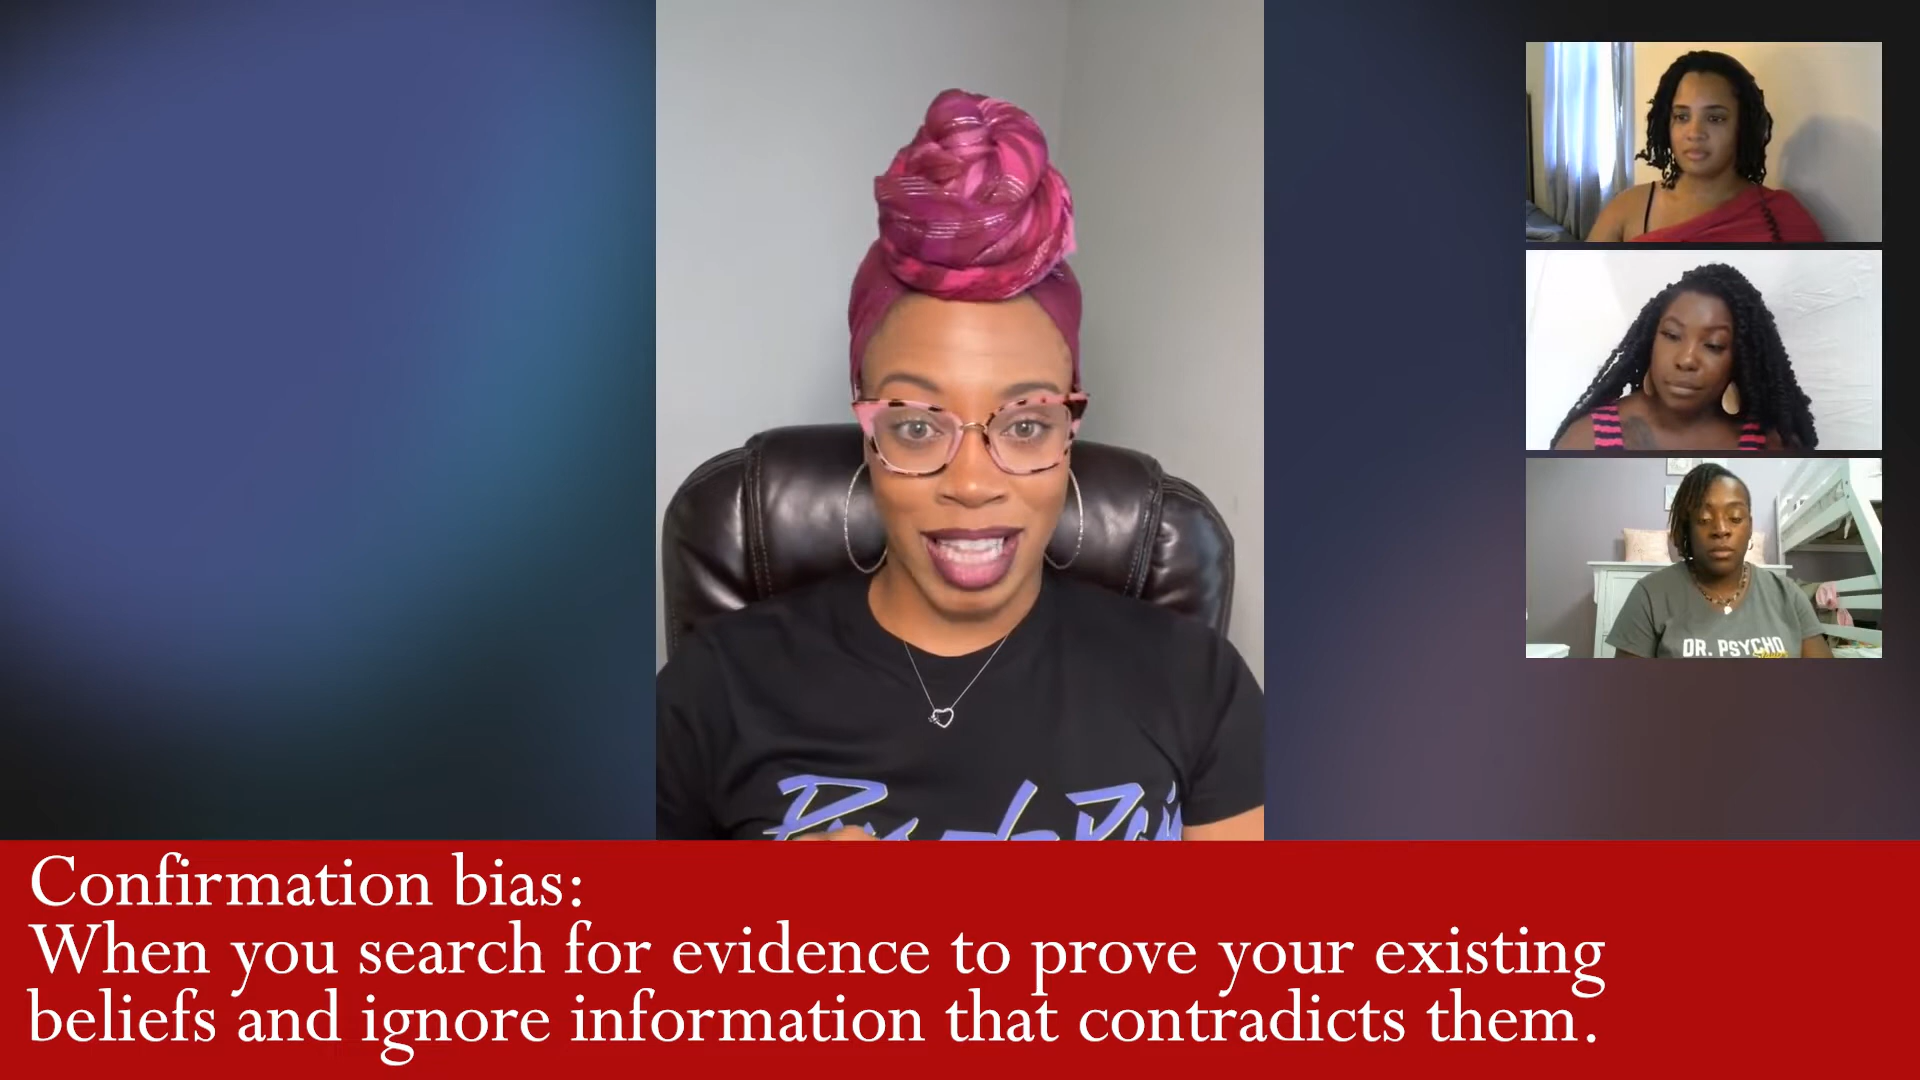 DR. PSYCHO
Confirmation bias:
When you search for evidence to prove your existing
beliefs and ignore information that contradicts them.